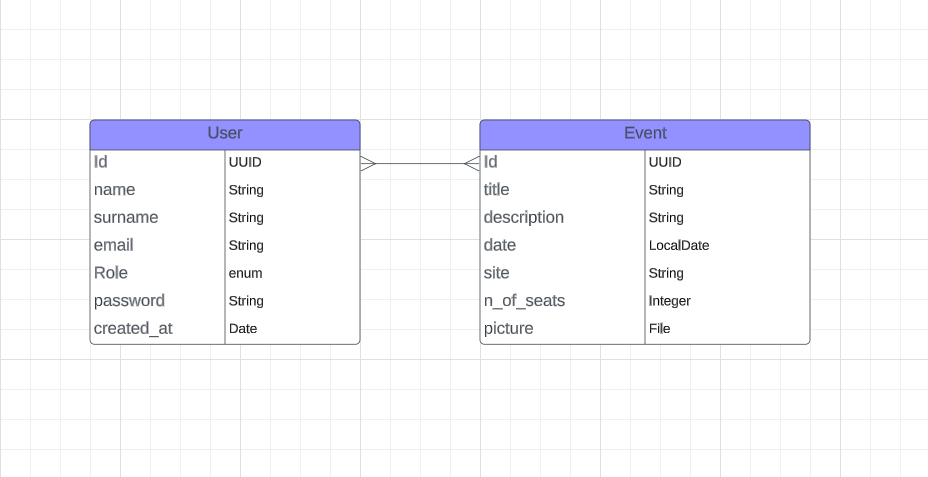 User
Id UUID
name String
surname String
email String
Role enum
password String
created_at Date
Event
Id UUID
title String
description String
date LocalDate
site String
n_of_seats Integer
picture File